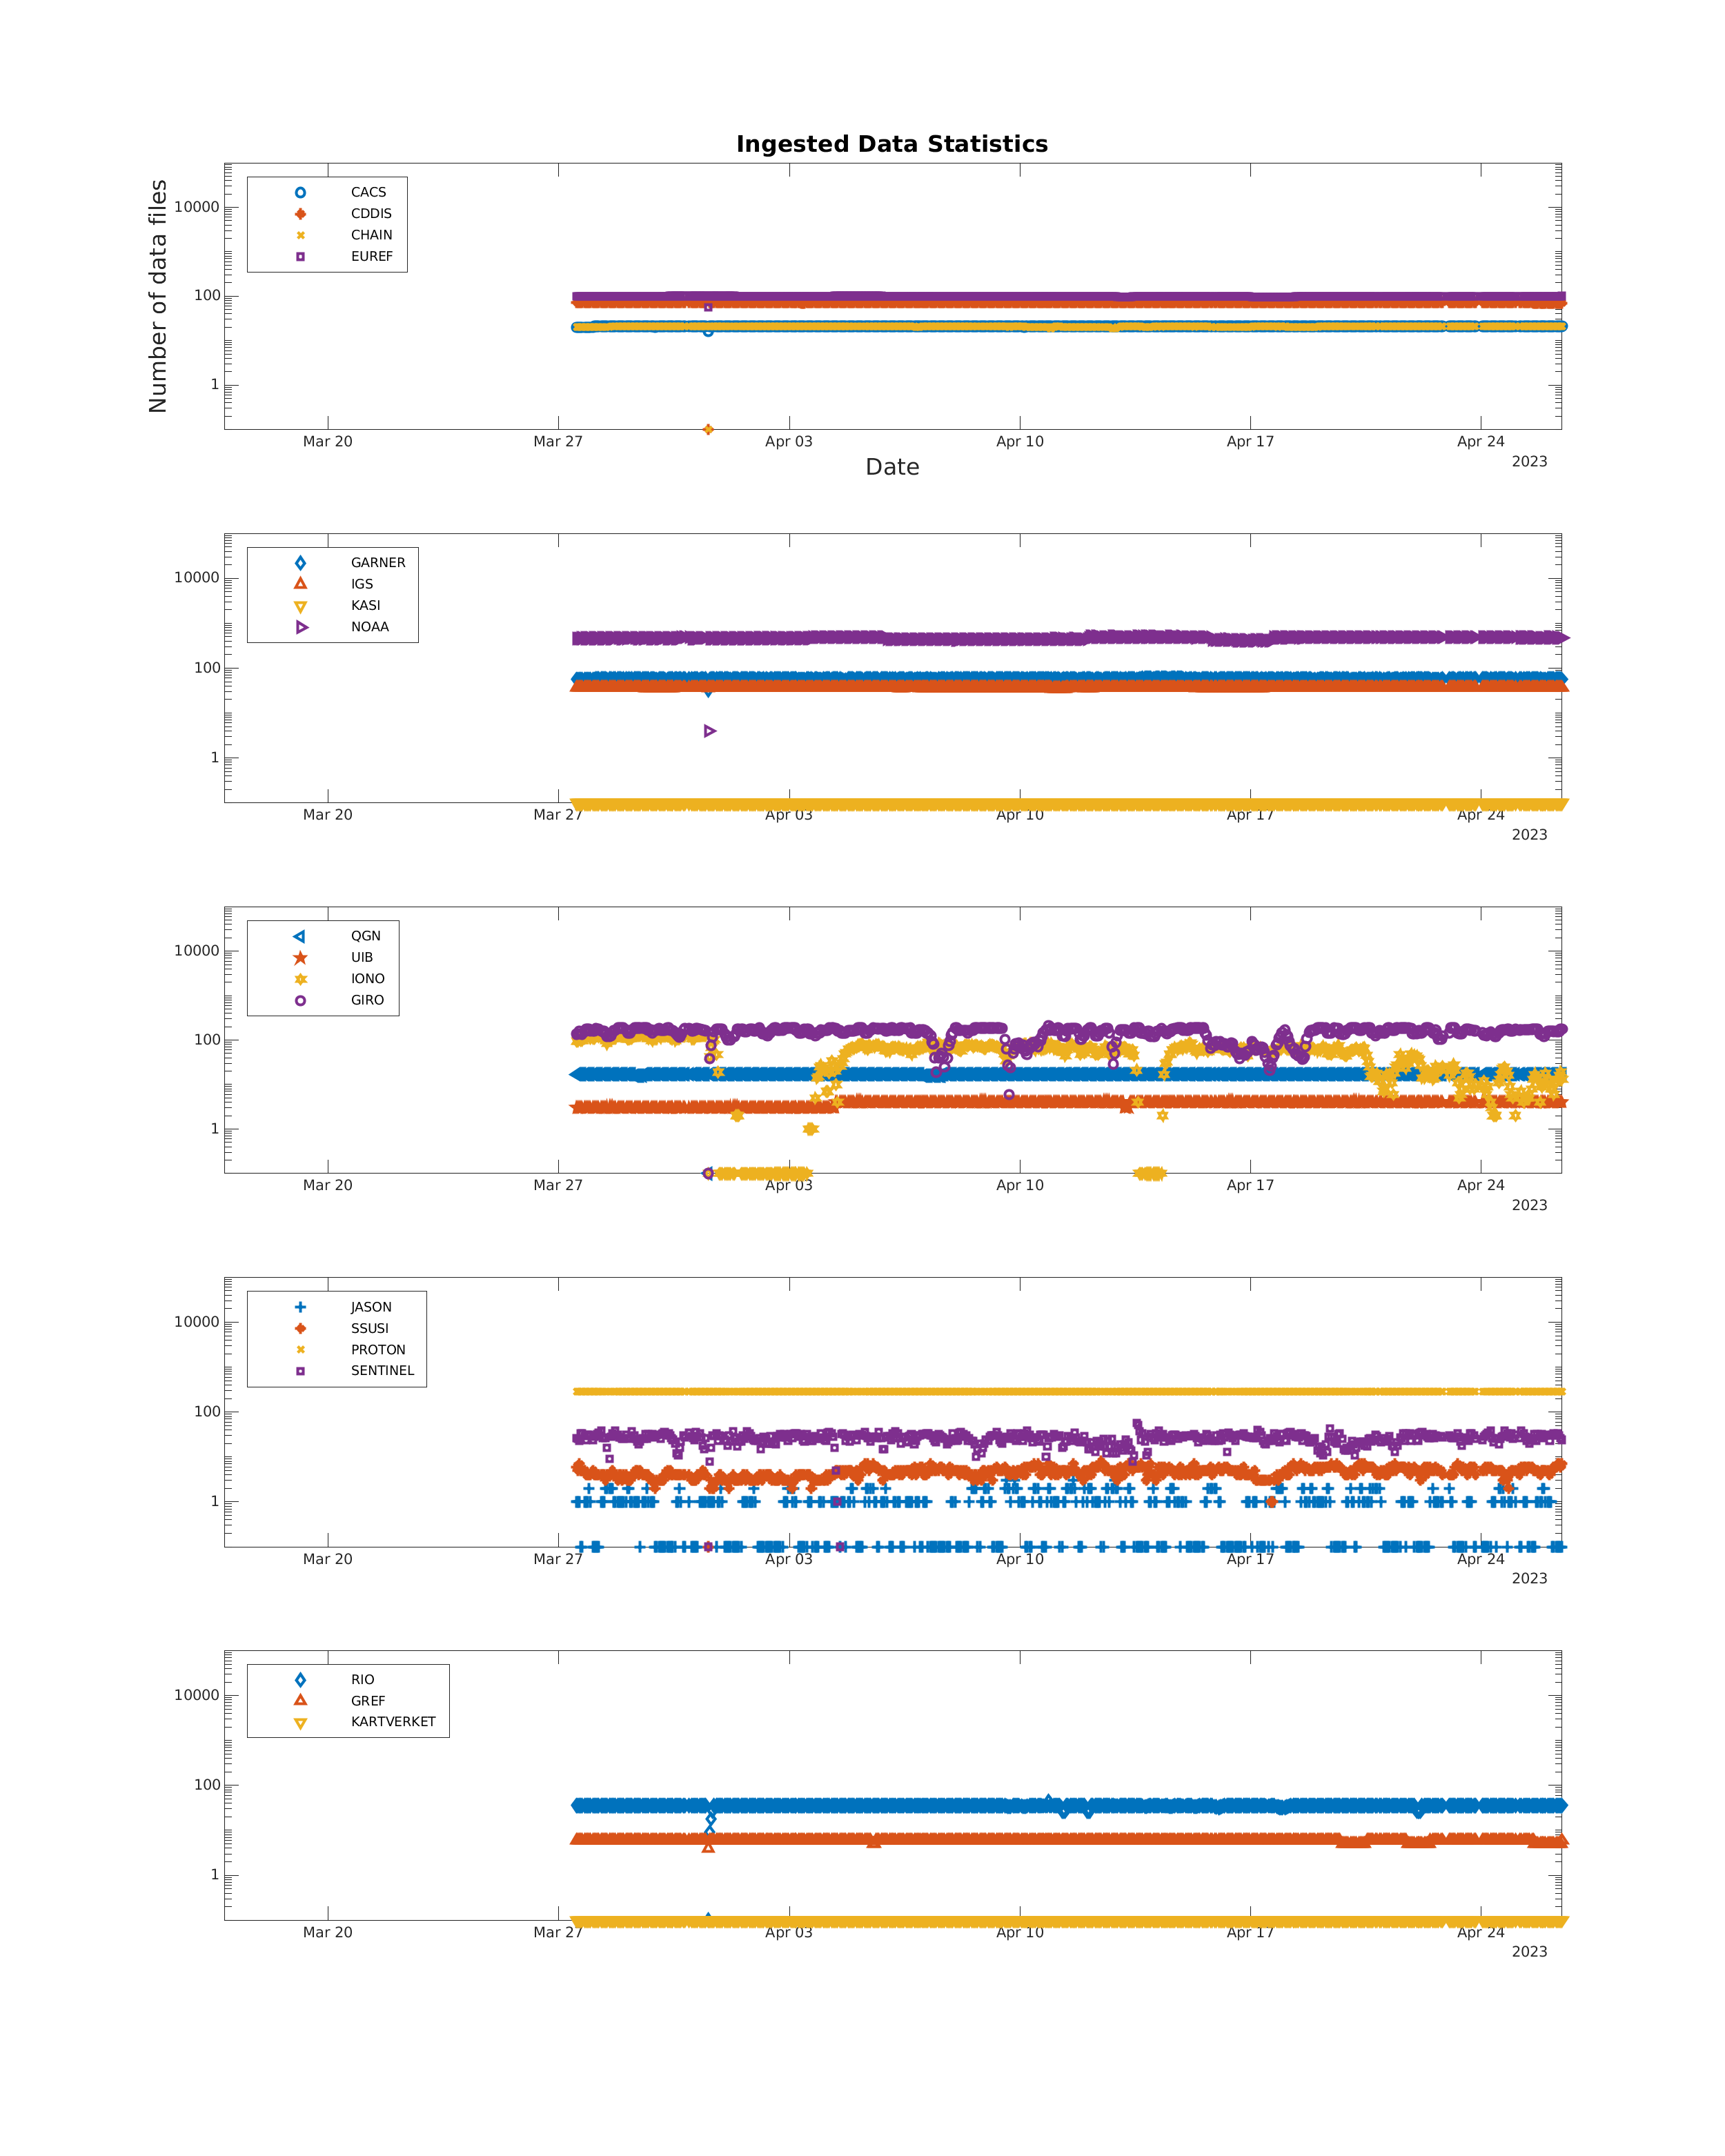 Ingested Data Statistics
Number of data files
10000
100
1
CACS
CDDIS
CHAIN
EUREF
Mar 20 Mar 27 Apr 03 Apr 10 Apr 17 Apr 24
2023
Date
10000
100
1
GARNER
IGS
KASI
NOAA
Mar 20 Mar 27 Apr 03 Apr 10 Apr 17 Apr 24
2023
10000
100
1
QGN
UIB
IONO
GIRO
Mar 20 Mar 27 Apr 03 Apr 10 Apr 17 Apr 24
2023
10000
100
1
JASON
SSUSI
PROTON
SENTINEL
Mar 20 Mar 27 Apr 03 Apr 10 Apr 17 Apr 24
2023
10000
100
1
RIO
GREF
KARTVERKET
Mar 20 Mar 27 Apr 03 Apr 10 Apr 17 Apr 24
2023